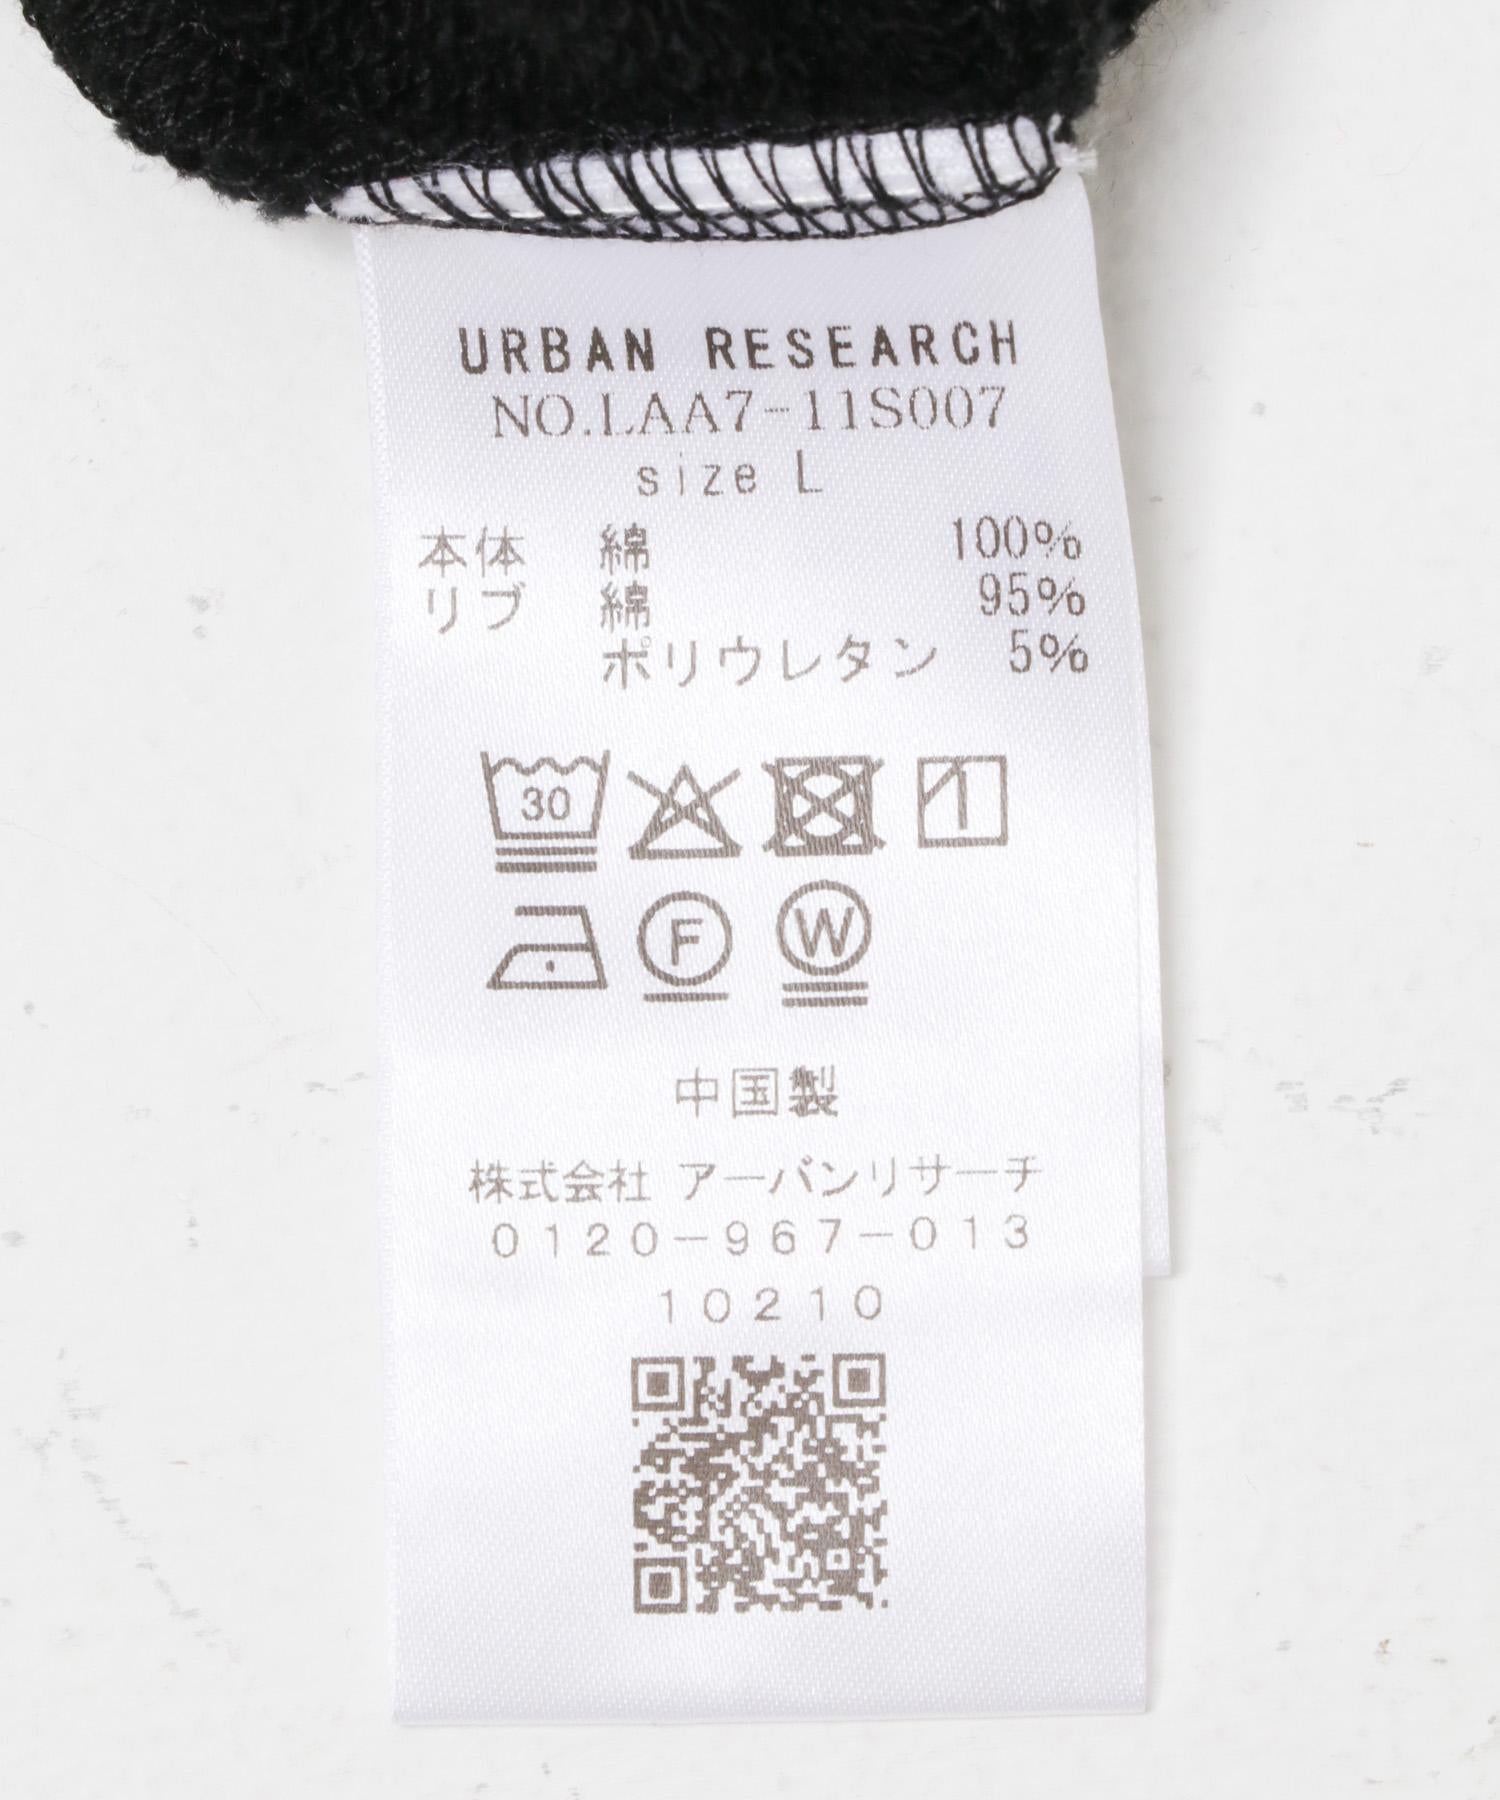 URBAN RESEARCH
NO.LAA7-11S007
size L
本体 綿 100%
リブ 綿 95%
ポリウレタン 5%
30
F W
中国製
株式会社 アーバンリサーチ
0120-967-013
10210